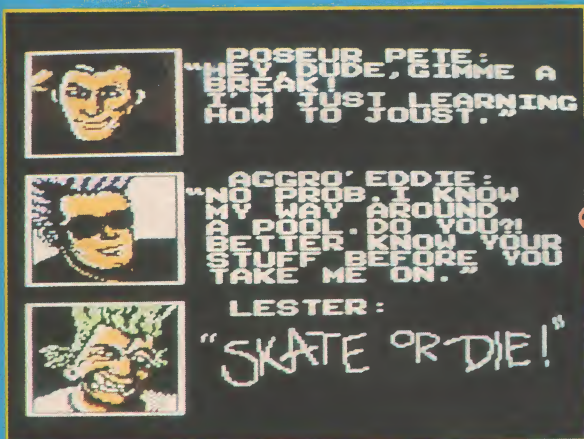 POSEUR PETE:
"HEY, DUDE, GIMME A
BREAK!
I'M JUST LEARNING
HOW TO JOUST."
AGGRO' EDDIE:
"NO PROB. I KNOW
MY WAY AROUND
A POOL. DO YOU?!
BETTER KNOW YOUR
STUFF BEFORE YOU
TAKE ME ON."
LESTER:
"SKATE OR DIE!"